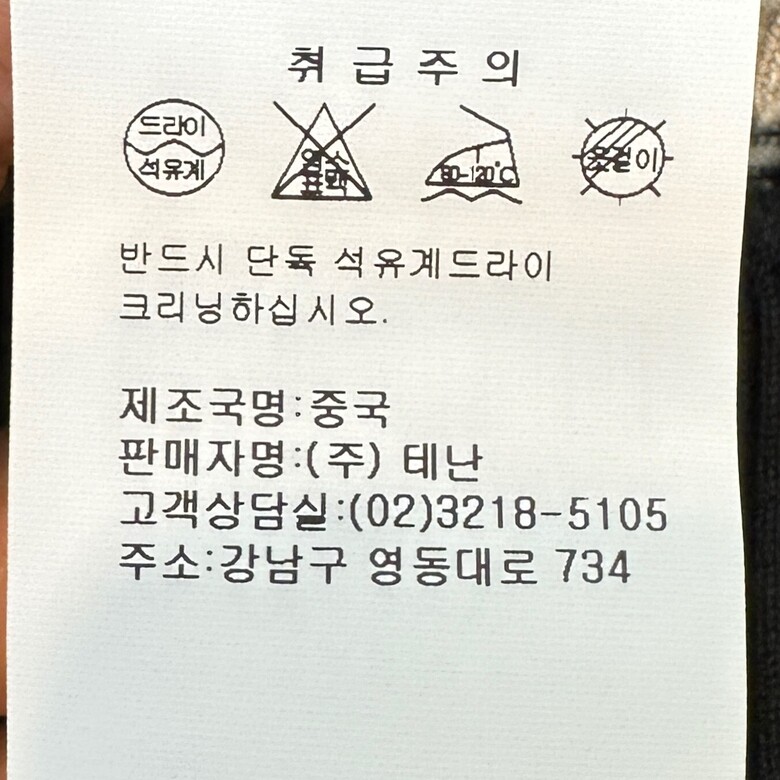 취급주의
드라이 석유계 염소 표백 80-120℃ 옷걸이
반드시 단독 석유계드라이
크리닝하십시오.
제조국명:중국
판매자명:(주) 테난
고객상담실:(02)3218-5105
주소:강남구 영동대로 734